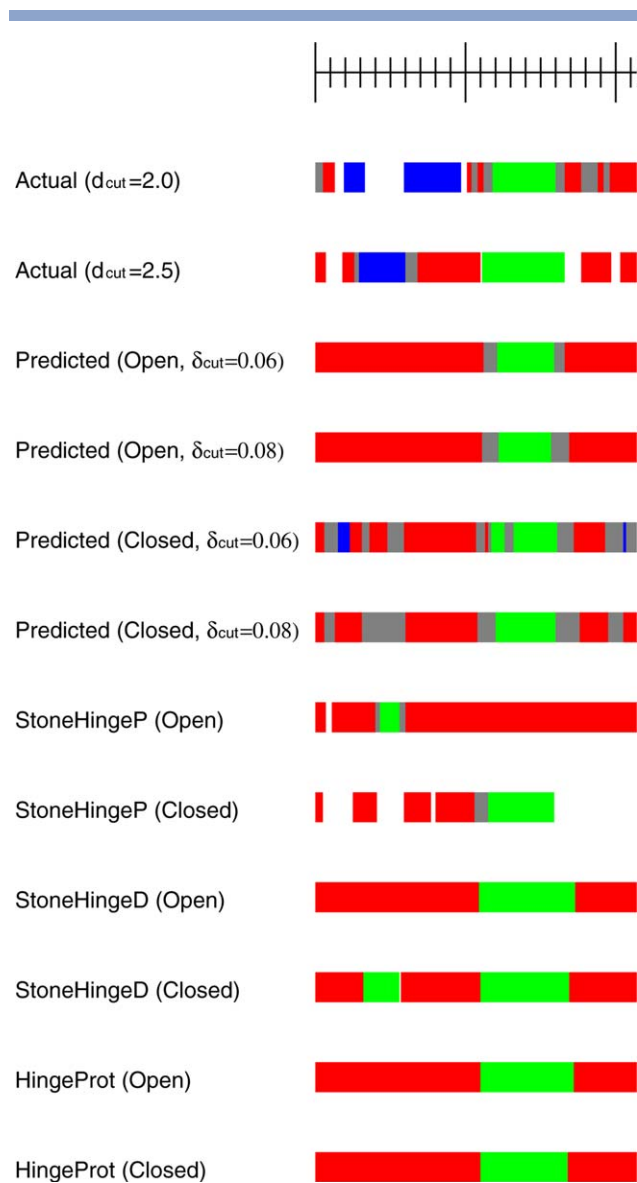 Actual (dcut=2.0)
Actual (dcut=2.5)
Predicted (Open, δcut=0.06)
Predicted (Open, δcut=0.08)
Predicted (Closed, δcut=0.06)
Predicted (Closed, δcut=0.08)
StoneHingeP (Open)
StoneHingeP (Closed)
StoneHingeD (Open)
StoneHingeD (Closed)
HingeProt (Open)
HingeProt (Closed)